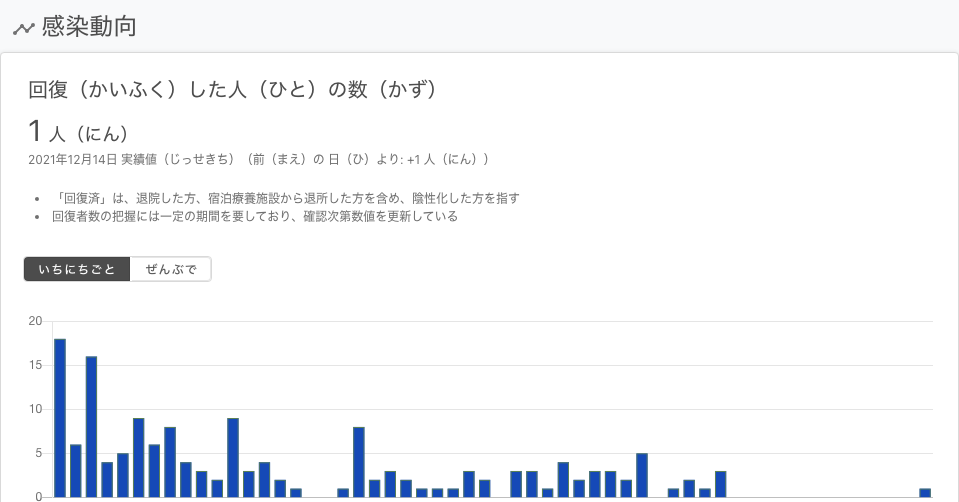 感染動向
回復（かいふく）した人（ひと）の数（かず）
1 人（にん）
2021年12月14日 実績値（じっせきち）（前（まえ）の 日（ひ）より: +1 人（にん））
「回復済」は、退院した方、宿泊療養施設から退所した方を含め、陰性化した方を指す
回復者数の把握には一定の期間を要しており、確認次第数値を更新している
いちにちごと ぜんぶで
20
15
10
5
0